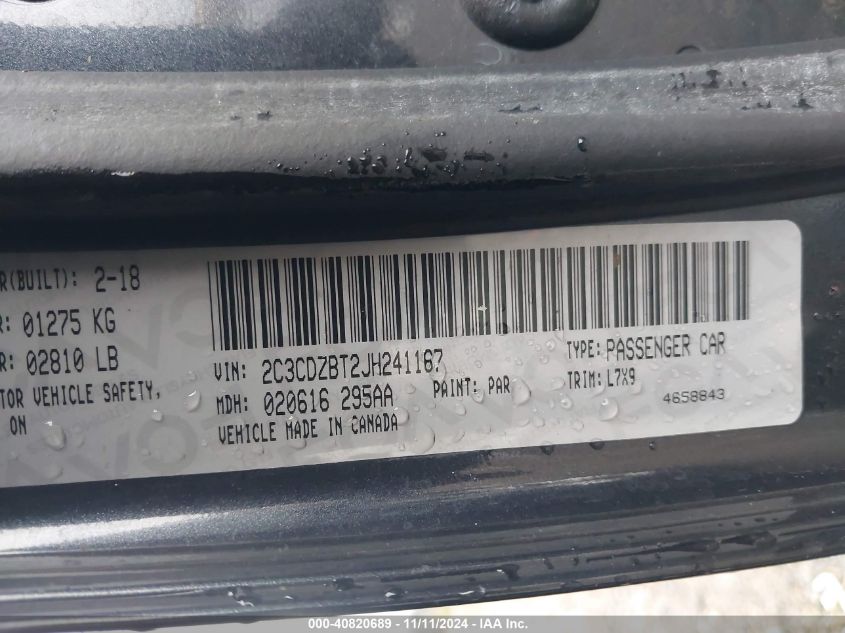 R(BUILT): 2-18
R: 01275 KG
R: 02810 LB
TOR VEHICLE SAFETY,
ON
VIN: 2C3CDZBT2JH241167
TYPE: PASSENGER CAR
MDH: 020616 295AA
PAINT: PAR
TRIM: L7X9
VEHICLE MADE IN CANADA
4658843
000-40820689 - 11/11/2024 - IAA Inc.